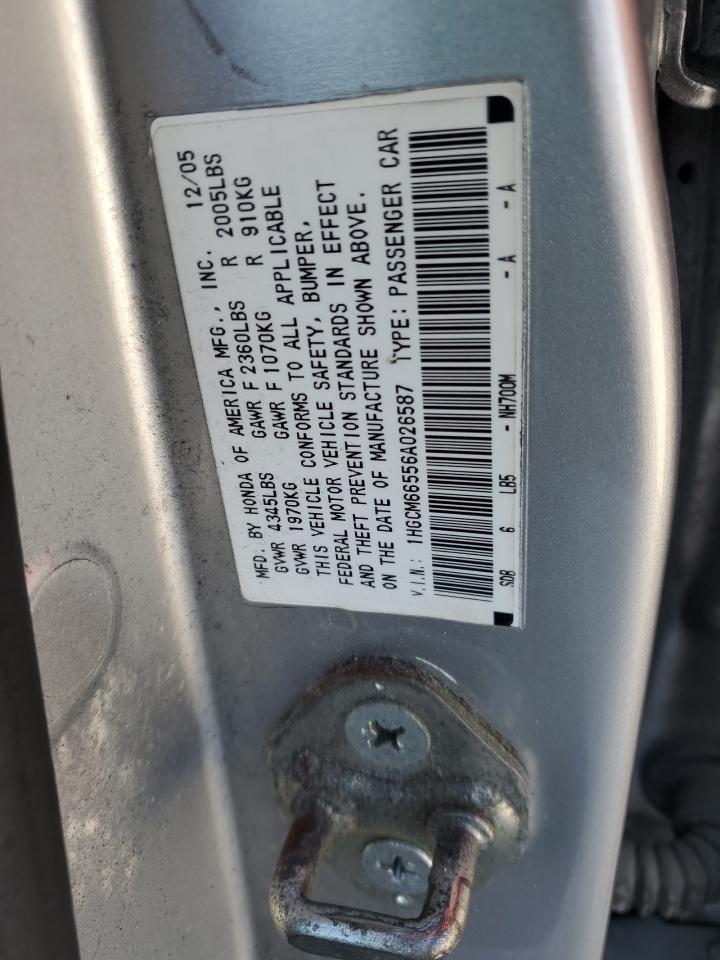 MFD. BY HONDA OF AMERICA MFG., INC. 12/05
GVWR 4345LBS GAWR F 2360LBS R 2005LBS
GVWR 1970KG GAWR F 1070KG R 910KG
THIS VEHICLE CONFORMS TO ALL APPLICABLE
FEDERAL MOTOR VEHICLE SAFETY, BUMPER,
AND THEFT PREVENTION STANDARDS IN EFFECT
ON THE DATE OF MANUFACTURE SHOWN ABOVE.
V.I.N.: 1HGCM66556A026587 TYPE: PASSENGER CAR
SDB 6 LB5 - NH700M - A - A